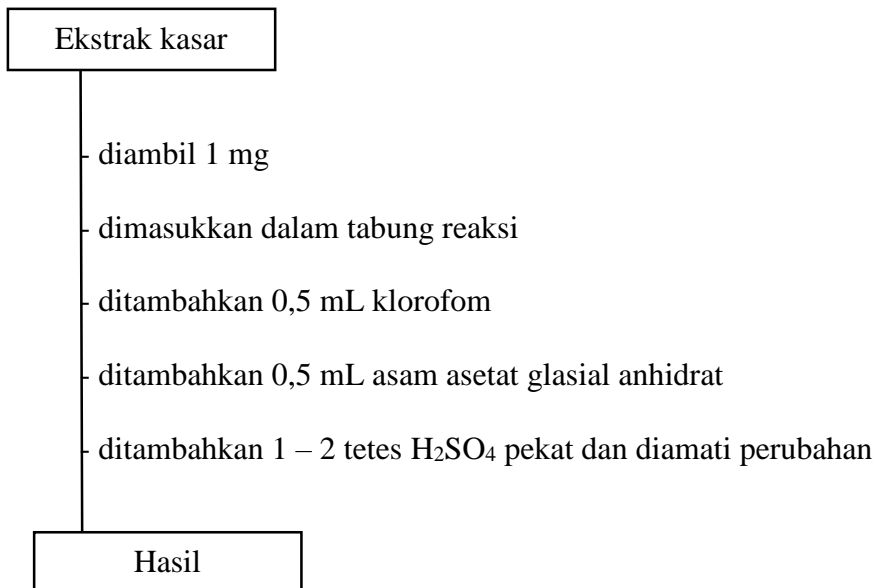 Ekstrak kasar
- diambil 1 mg
- dimasukkan dalam tabung reaksi
- ditambahkan 0,5 mL klorofom
- ditambahkan 0,5 mL asam asetat glasial anhidrat
- ditambahkan 1 – 2 tetes H₂SO₄ pekat dan diamati perubahan
Hasil